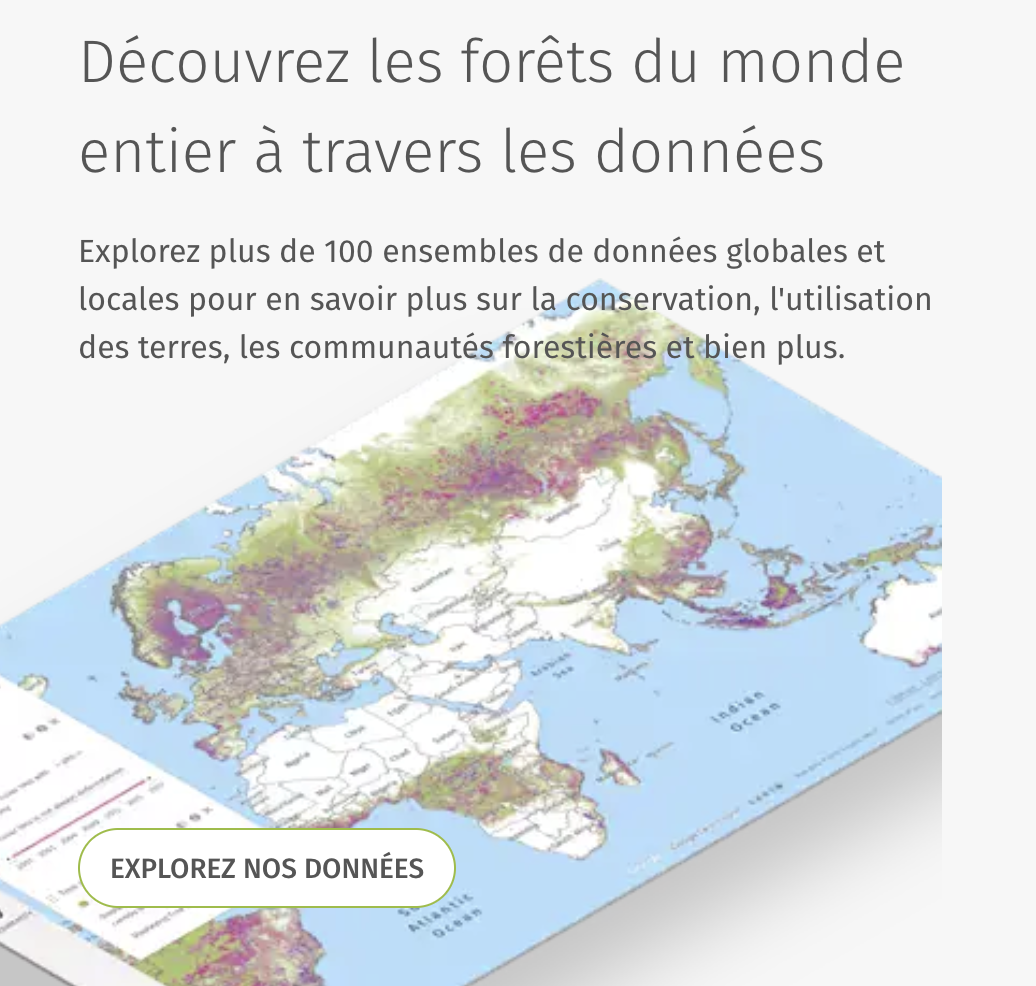 Découvrez les forêts du monde
entier à travers les données
Explorez plus de 100 ensembles de données globales et
locales pour en savoir plus sur la conservation, l'utilisation
des terres, les communautés forestières et bien plus.
Arabian
Sea
Indian
Ocean
EXPLOREZ NOS DONNÉES
Atlantic
Ocean